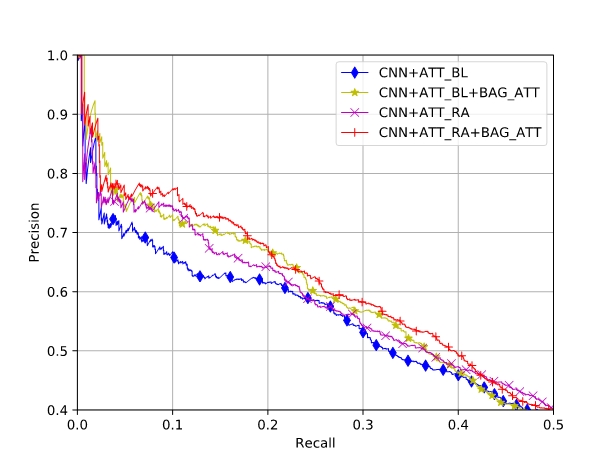 1.0
0.9
0.8
0.7
0.6
0.5
0.4
Precision
CNN+ATT_BL
CNN+ATT_BL+BAG_ATT
CNN+ATT_RA
CNN+ATT_RA+BAG_ATT
0.0 0.1 0.2 0.3 0.4 0.5
Recall